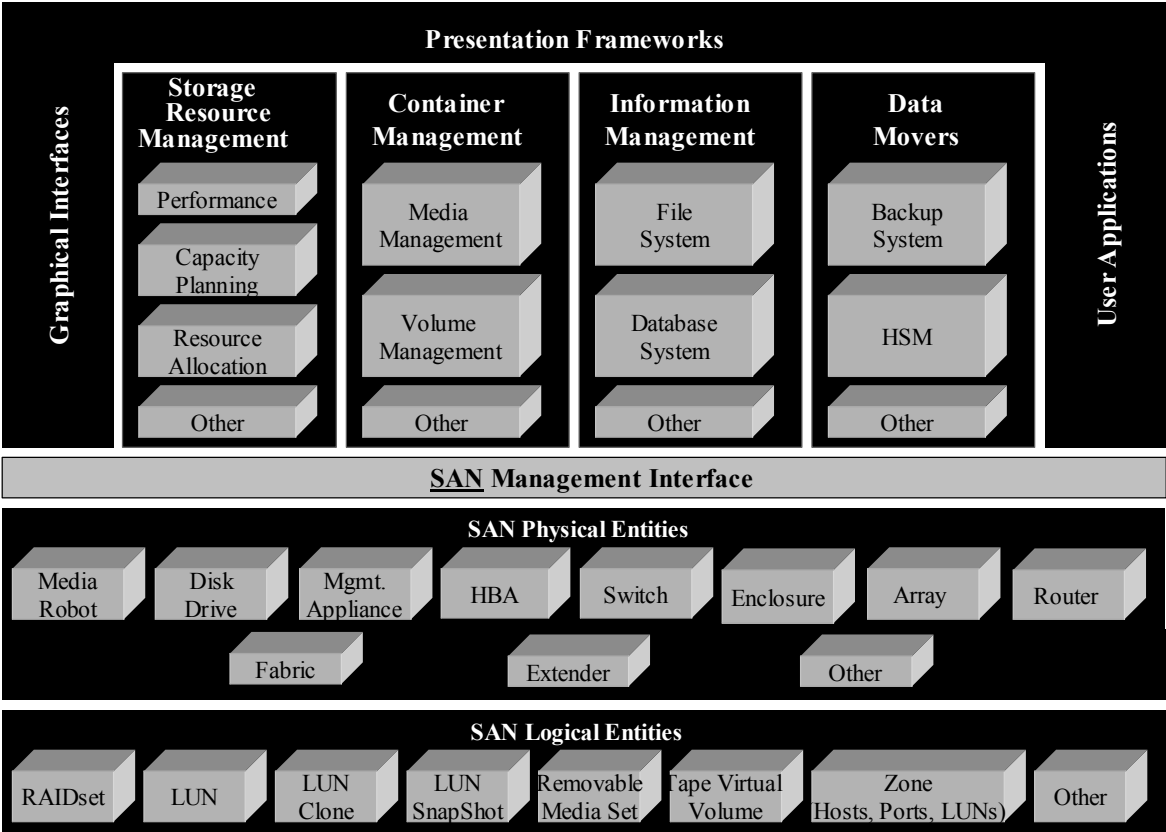 Presentation Frameworks
Graphical Interfaces
Storage
Resource
Management
Performance
Capacity
Planning
Resource
Allocation
Other
Container
Management
Media
Management
Volume
Management
Other
Information
Management
File
System
Database
System
Other
Data
Movers
Backup
System
HSM
Other
User Applications
SAN Management Interface
SAN Physical Entities
Media
Robot
Disk
Drive
Mgmt.
Appliance
HBA
Switch
Enclosure
Array
Router
Fabric
Extender
Other
SAN Logical Entities
RAIDset
LUN
LUN
Clone
LUN
SnapShot
Removable
Media Set
Tape Virtual
Volume
Zone
(Hosts, Ports, LUNs)
Other